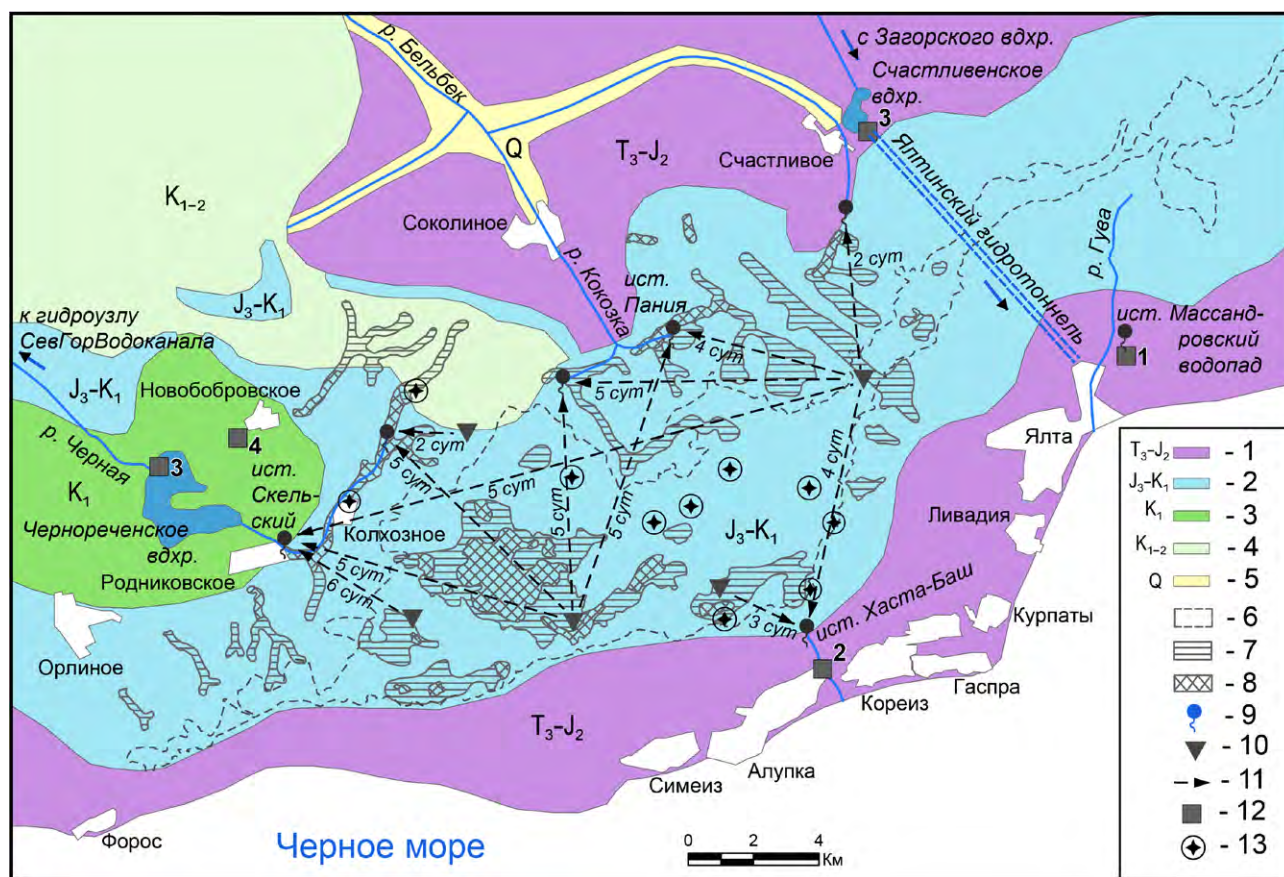 р. Бельбек
с Загорского вдхр.
Счастливенское
вдхр.
3
Ялтинский гидротоннель
Q
T₃-J₂
Счастливое
K₁₋₂
Соколиное
р. Кокозка
2 сут
р. Гува
ист.
Пания
J₃-K₁
ист. Массанд-
ровский
водопад
1
к гидроузлу
СевГорВодоканала
4 сут
5 сут
J₃-K₁
Новобобровское
р. Черная
4
2 сут
Ялта
3
ист.
Скель-
ский
5 сут
5 сут
5 сут
5 сут
4 сут
K₁
Чернореченское
вдхр.
Колхозное
J₃-K₁
Ливадия
Родниковское
5 сут
6 сут
3 сут
ист. Хаста-Баш
Курпаты
Орлиное
2
Гаспра
Кореиз
T₃-J₂
Алупка
Симеиз
Форос
Черное море
0 2 4
Км
T₃-J₂ - 1
J₃-K₁ - 2
K₁ - 3
K₁₋₂ - 4
Q - 5
- 6
- 7
- 8
- 9
- 10
- 11
- 12
- 13